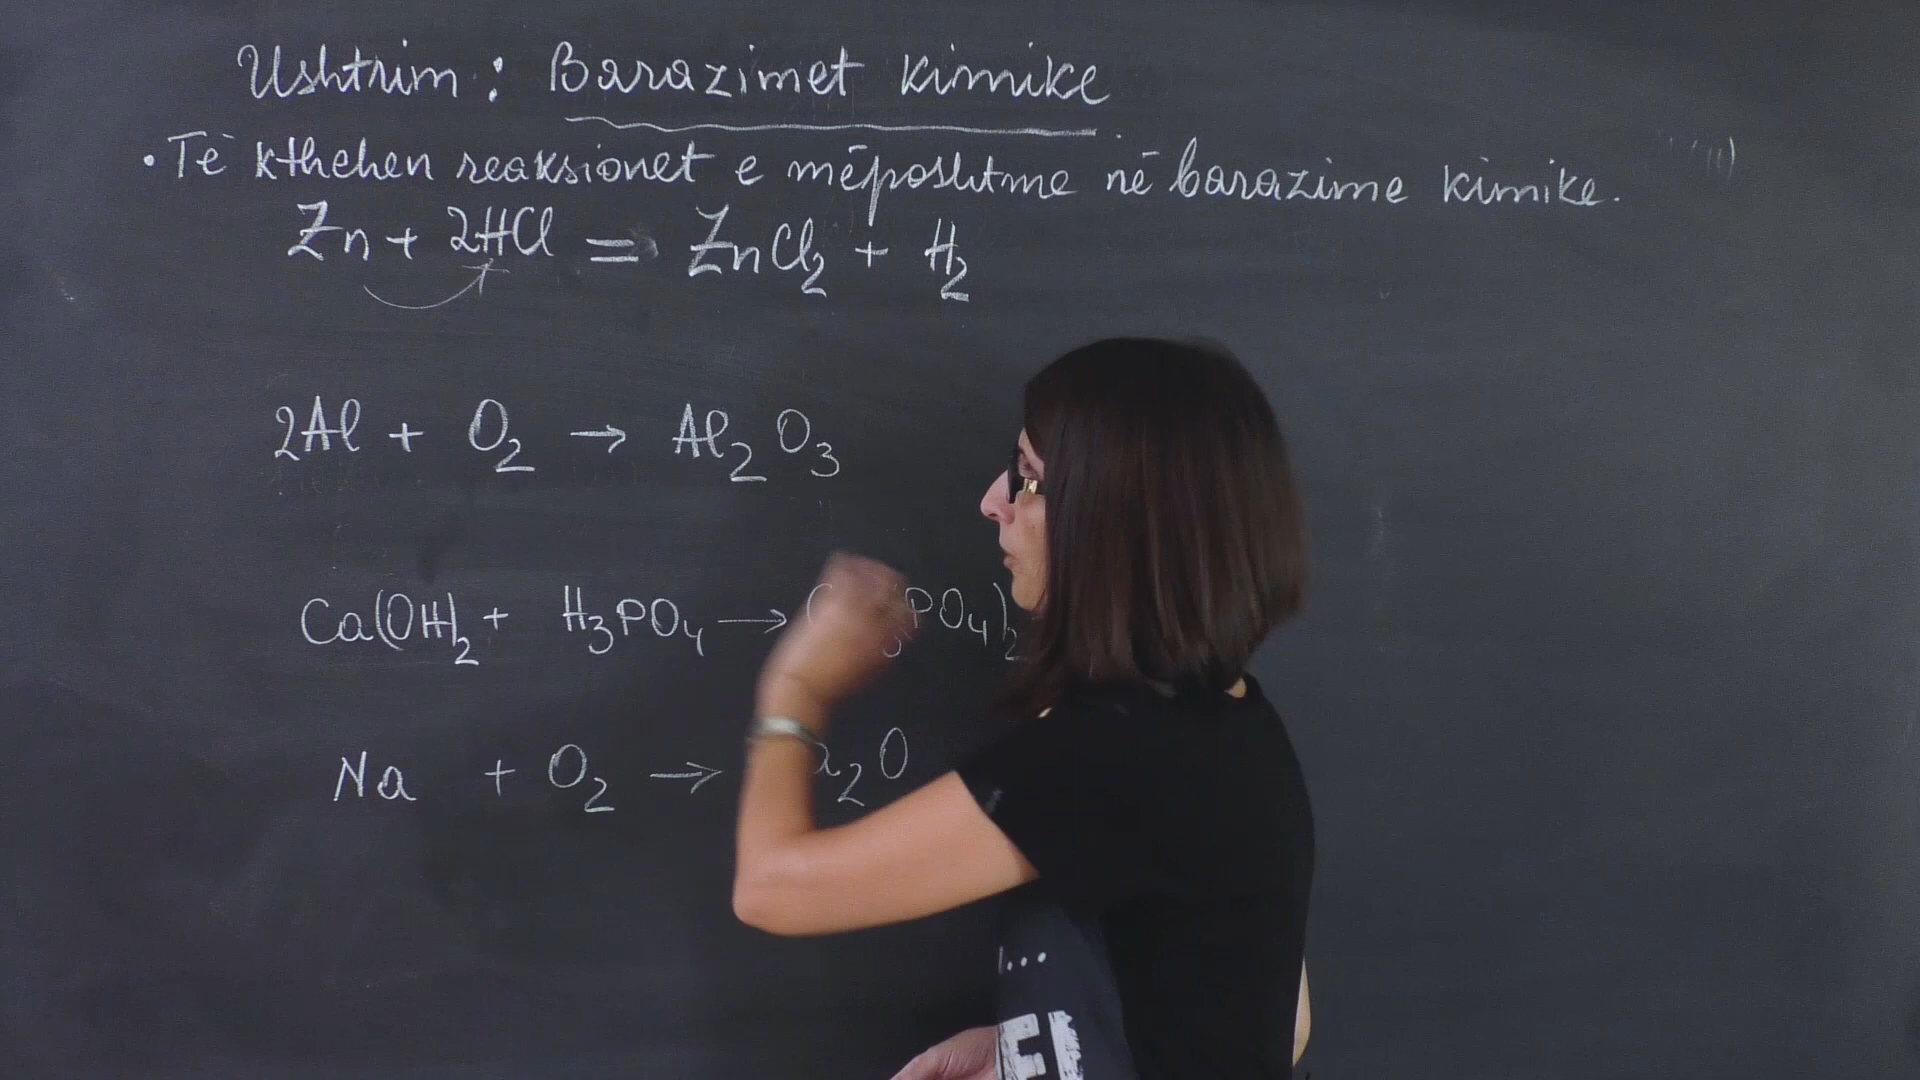 Ushtrim : Barazimet kimike
• Të kthehen reaksionet e mëposhtme në barazime kimike.
Zn + 2HCl = ZnCl₂ + H₂
2Al + O₂ → Al₂O₃
Ca(OH)₂ + H₃PO₄ → PO₄)₂
Na + O₂ → a₂O
...